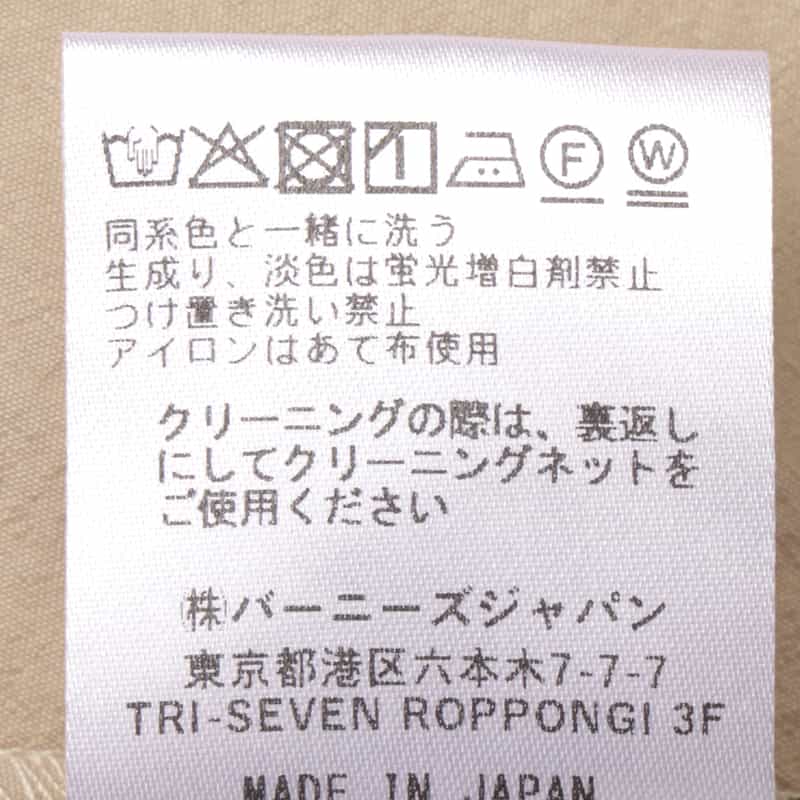 F W
同系色と一緒に洗う
生成り、淡色は蛍光増白剤禁止
つけ置き洗い禁止
アイロンはあて布使用
クリーニングの際は、裏返し
にしてクリーニングネットを
ご使用ください
㈱バーニーズジャパン
東京都港区六本木7-7-7
TRI-SEVEN ROPPONGI 3F
MADE IN JAPAN